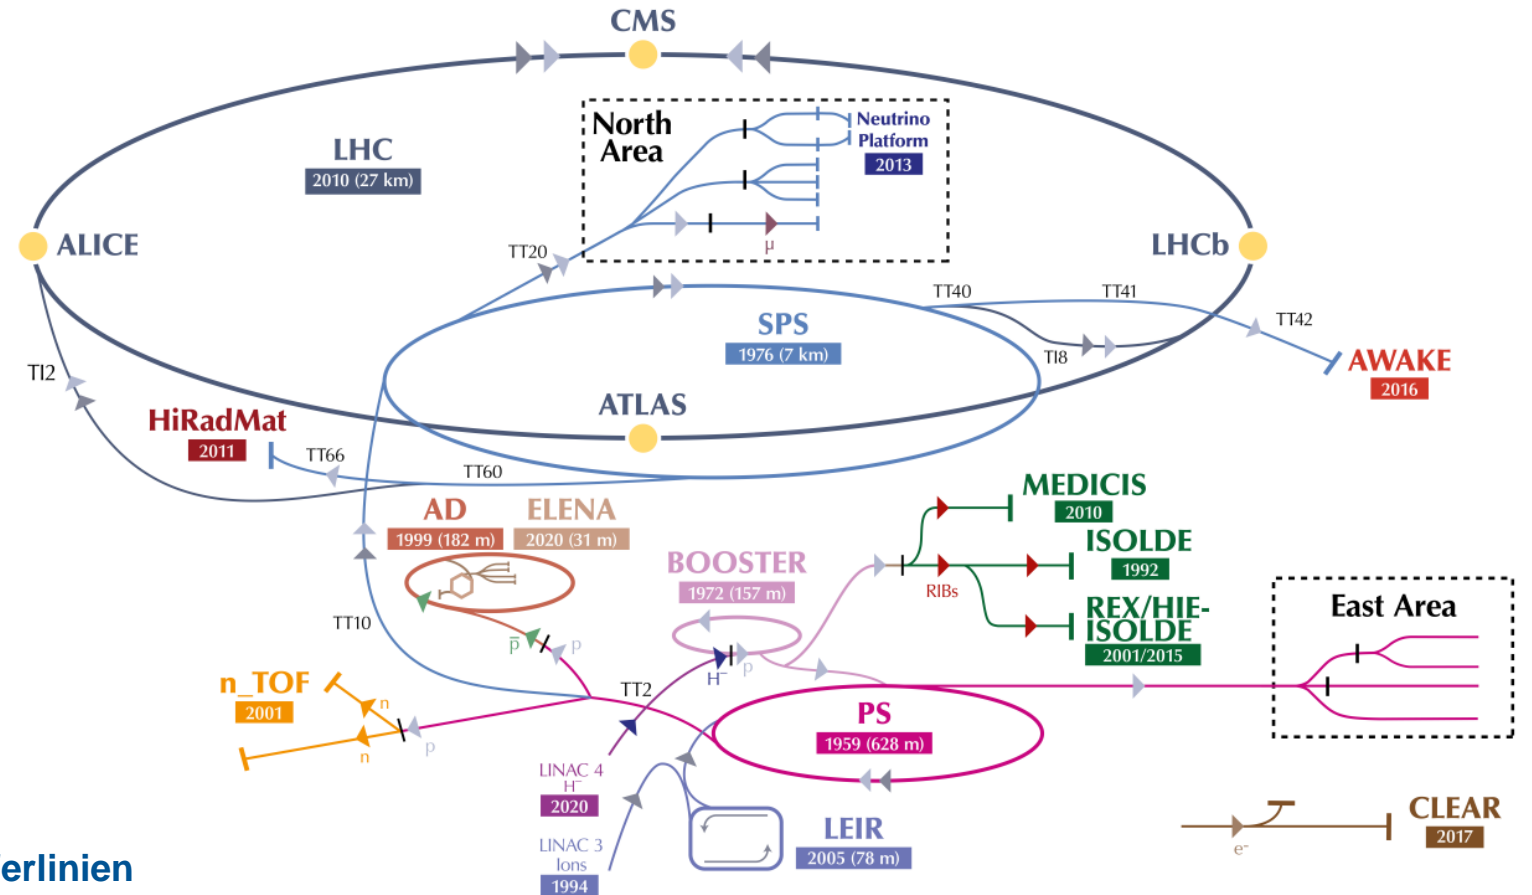 CMS
North
Area
Neutrino
Platform
2013
LHC
2010 (27 km)
μ
ALICE
LHCb
TT20
TT40
TT41
TT42
SPS
1976 (7 km)
TI8
AWAKE
2016
TI2
ATLAS
HiRadMat
2011
TT66
TT60
MEDICIS
2010
AD
1999 (182 m)
ELENA
2020 (31 m)
ISOLDE
1992
BOOSTER
1972 (157 m)
RIBs
REX/HIE-
ISOLDE
2001/2015
East Area
TT10
p̅
p
p
H⁻
n_TOF
2001
n
n
p
TT2
PS
1959 (628 m)
LINAC 4
H⁻
2020
LINAC 3
Ions
1994
LEIR
2005 (78 m)
CLEAR
2017
e⁻
erlinien